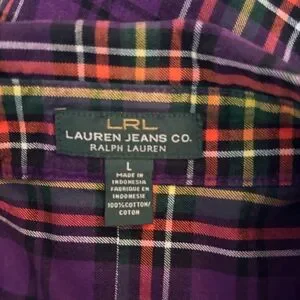 LRL
LAUREN JEANS CO.
RALPH LAUREN
L
MADE IN
INDONESIA
FABRIQUE EN
INDONESIE
100% COTTON/
COTON